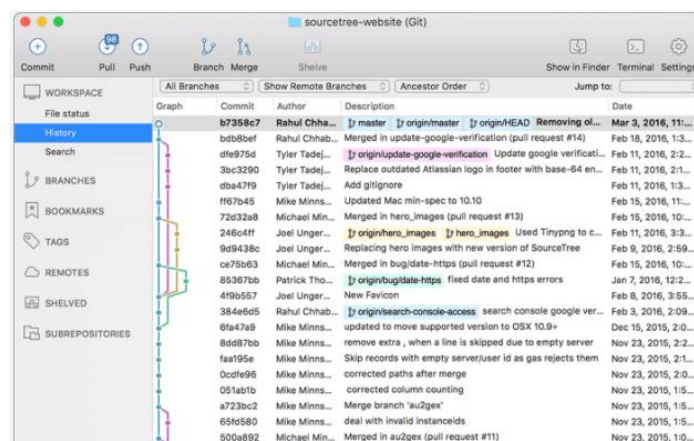 sourcetree-website (Git)
98
Commit Pull Push Branch Merge Shelve Show in Finder Terminal Settings
WORKSPACE
File status
History
Search
BRANCHES
BOOKMARKS
TAGS
REMOTES
SHELVED
SUBREPOSITORIES
All Branches Show Remote Branches Ancestor Order Jump to:
Graph Commit Author Description Date
b7358c7 Rahul Chha... master origin/master origin/HEAD Removing ol... Mar 3, 2016, 11:...
bdb8bef Rahul Chhab... Merged in update-google-verification (pull request #14) Feb 18, 2016, 1:3...
dfe975d Tyler Tadej... origin/update-google-verification Update google verificati... Feb 11, 2016, 2:2...
3bc3290 Tyler Tadej... Replace outdated Atlassian logo in footer with base-64 en... Feb 11, 2016, 2:1...
dba47f9 Tyler Tadej... Add gitignore Feb 11, 2016, 1:3...
ff67b45 Mike Minns... Updated Mac min-spec to 10.10 Feb 15, 2016, 11:...
72d32a8 Michael Min... Merged in hero_images (pull request #13) Feb 15, 2016, 10:...
246c4ff Joel Unger... origin/hero_images hero_images Used Tinypng to c... Feb 11, 2016, 3:3...
9d9438c Joel Unger... Replacing hero images with new version of SourceTree Feb 9, 2016, 2:59...
ce75b63 Michael Min... Merged in bug/date-https (pull request #12) Feb 15, 2016, 10:...
85367bb Patrick Tho... origin/bug/date-https fixed date and https errors Jan 7, 2016, 12:2...
4f9b557 Joel Unger... New Favicon Feb 8, 2016, 3:55...
384e6d5 Rahul Chhab... origin/search-console-access search console google ver... Feb 3, 2016, 2:09...
6fa47a9 Mike Minns... updated to move supported version to OSX 10.9+ Dec 15, 2015, 2:0...
8dd87bb Mike Minns... remove extra , when a line is skipped due to empty server Nov 23, 2015, 2:2...
faa195e Mike Minns... Skip records with empty server/user id as gas rejects them Nov 23, 2015, 2:1...
0cdfe96 Mike Minns... corrected paths after merge Nov 23, 2015, 2:0...
051ab1b Mike Minns... corrected column counting Nov 23, 2015, 1:5...
a723bc2 Mike Minns... Merge branch 'au2gex' Nov 23, 2015, 1:5...
65fd580 Mike Minns... deal with invalid instanceids Nov 23, 2015, 1:5...
500a892 Michael Min... Merged in au2gex (pull request #11) Nov 23, 2015, 1:5...